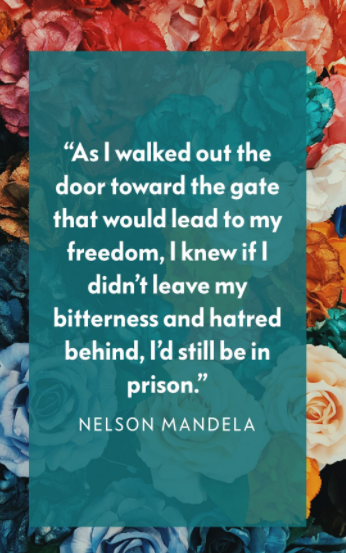 “As I walked out the
door toward the gate
that would lead to my
freedom, I knew if I
didn’t leave my
bitterness and hatred
behind, I’d still be in
prison.”
NELSON MANDELA